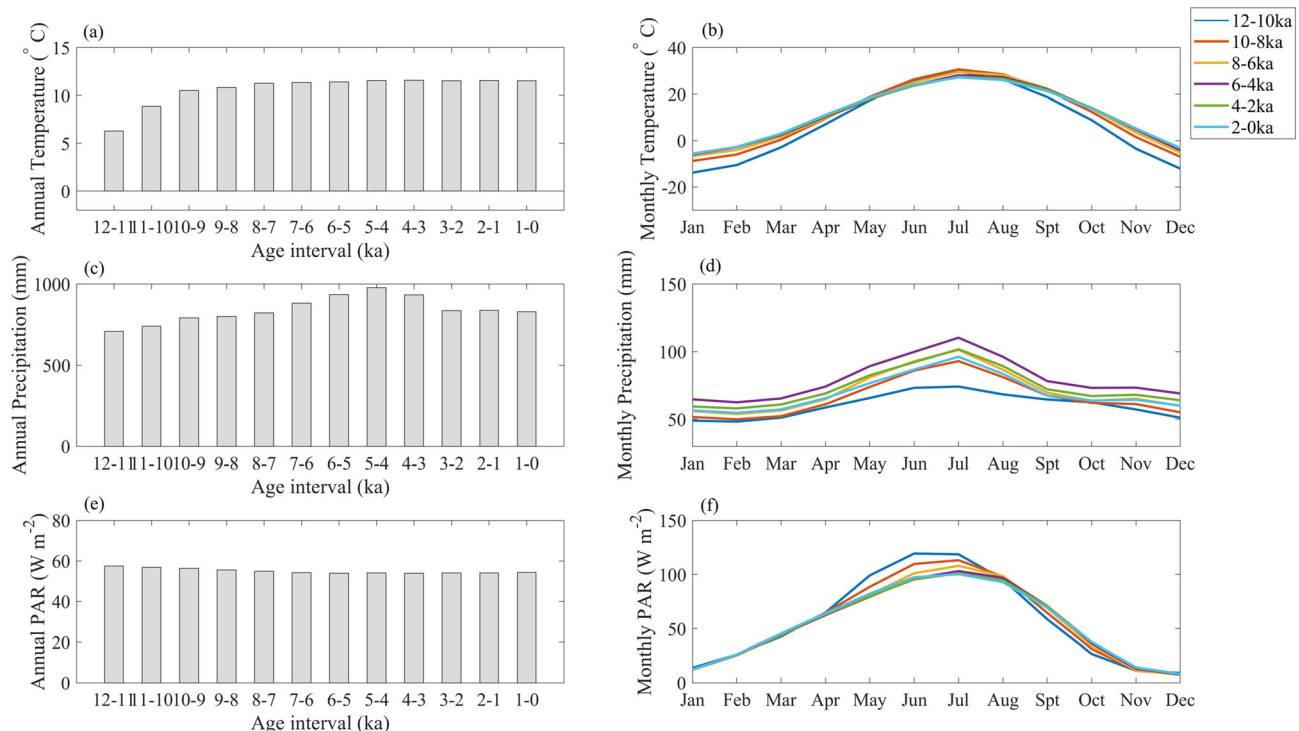 (a)
Annual Temperature (° C)
15
10
5
0
12-11 11-10 10-9 9-8 8-7 7-6 6-5 5-4 4-3 3-2 2-1 1-0
Age interval (ka)
(b)
Monthly Temperature (° C)
40
20
0
-20
Jan Feb Mar Apr May Jun Jul Aug Spt Oct Nov Dec
12-10ka
10-8ka
8-6ka
6-4ka
4-2ka
2-0ka
(c)
Annual Precipitation (mm)
1000
500
0
12-11 11-10 10-9 9-8 8-7 7-6 6-5 5-4 4-3 3-2 2-1 1-0
Age interval (ka)
(d)
Monthly Precipitation (mm)
150
100
50
Jan Feb Mar Apr May Jun Jul Aug Spt Oct Nov Dec
(e)
Annual PAR (W m-2)
80
60
40
20
0
12-11 11-10 10-9 9-8 8-7 7-6 6-5 5-4 4-3 3-2 2-1 1-0
Age interval (ka)
(f)
Monthly PAR (W m-2)
150
100
50
0
Jan Feb Mar Apr May Jun Jul Aug Spt Oct Nov Dec